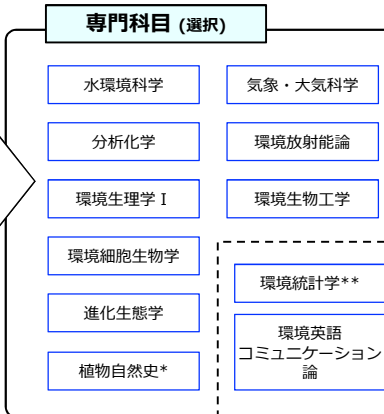 専門科目 (選択)
水環境科学
気象・大気科学
分析化学
環境放射能論
環境生理学 I
環境生物工学
環境細胞生物学
環境統計学**
進化生態学
環境英語
コミュニケーション
論
植物自然史*